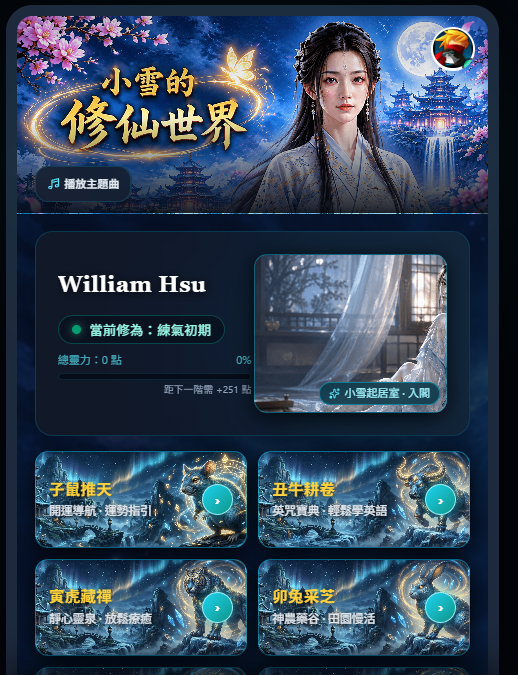 小雪的
修仙世界
播放主題曲
William Hsu
當前修為：練氣初期
總靈力：0 點
0%
距下一階需 +251 點
小雪起居室 · 入閣
子鼠推天
開運導航 · 運勢指引
丑牛耕卷
英咒寶典 · 輕鬆學英語
寅虎藏禪
靜心靈泉 · 放鬆療癒
卯兔采芝
神農藥谷 · 田園慢活